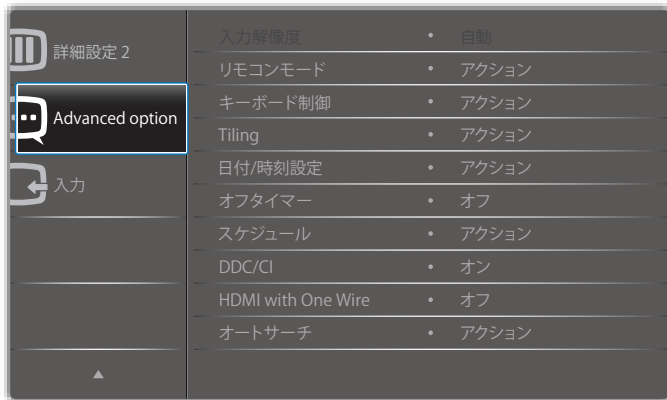 詳細設定 2
Advanced option
入力
入力解像度 • 自動
リモコンモード • アクション
キーボード制御 • アクション
Tiling • アクション
日付/時刻設定 • アクション
オフタイマー • オフ
スケジュール • アクション
DDC/CI • オン
HDMI with One Wire • オフ
オートサーチ • アクション